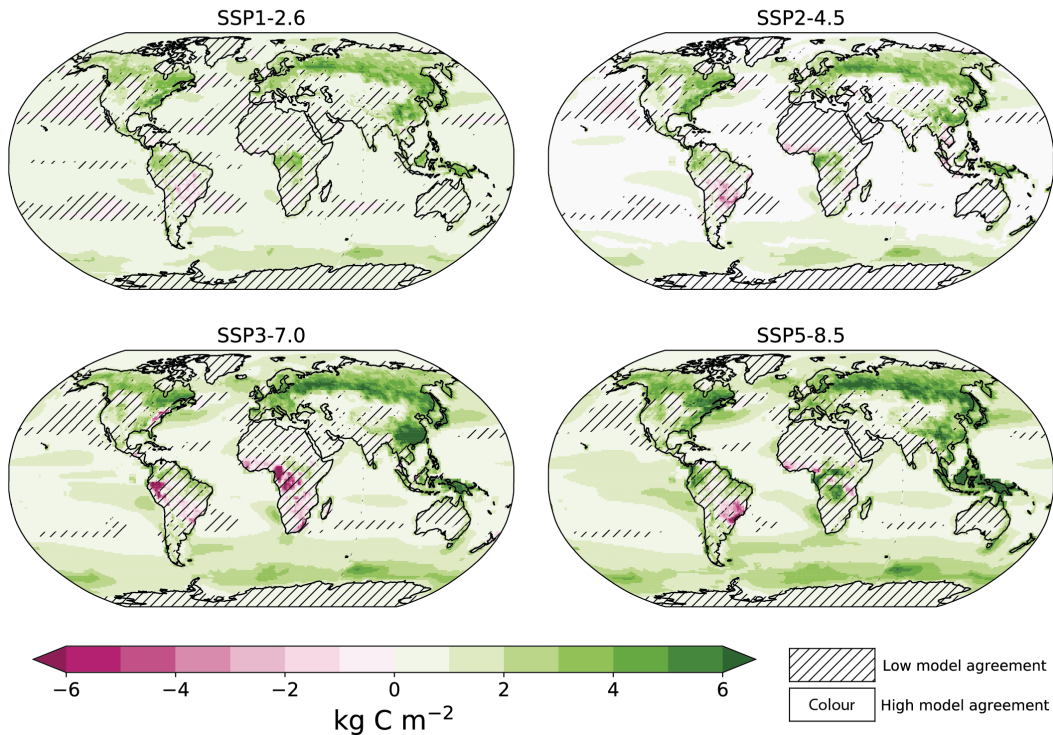 SSP1-2.6
SSP2-4.5
SSP3-7.0
SSP5-8.5
−6 −4 −2 0 2 4 6
kg C m⁻²
Low model agreement
Colour High model agreement